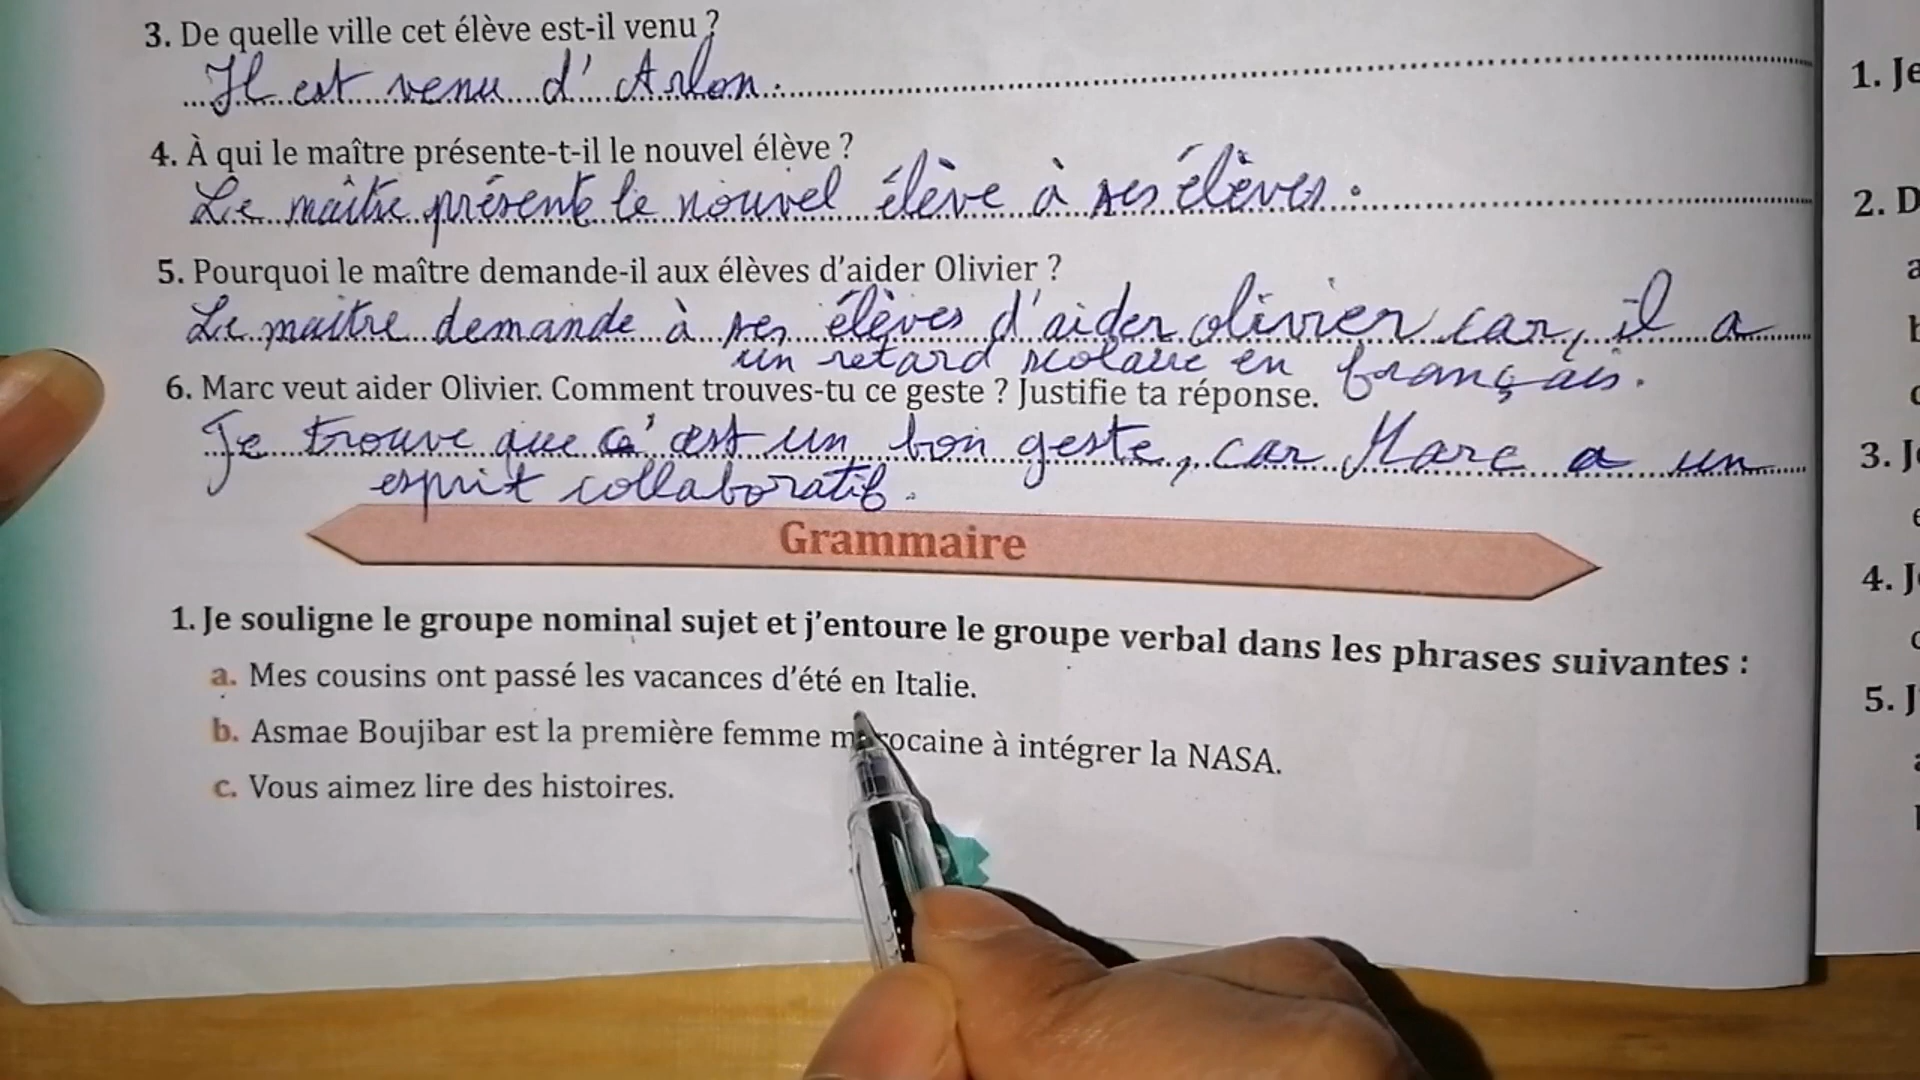 3. De quelle ville cet élève est-il venu ?
Il est venu d'Arlon.
4. À qui le maître présente-t-il le nouvel élève ?
Le maître présente le nouvel élève à ses élèves.
5. Pourquoi le maître demande-il aux élèves d'aider Olivier ?
Le maitre demande à ses élèves d'aider olivier car, il a
un retard scolaire en français.
6. Marc veut aider Olivier. Comment trouves-tu ce geste ? Justifie ta réponse.
Je trouve que c'est un bon geste, car Marc a un
esprit collaboratif.
Grammaire
1. Je souligne le groupe nominal sujet et j'entoure le groupe verbal dans les phrases suivantes :
a. Mes cousins ont passé les vacances d'été en Italie.
b. Asmae Boujibar est la première femme marocaine à intégrer la NASA.
c. Vous aimez lire des histoires.
1. Je
2. D
a
b
c
3. J
4. J
5. J